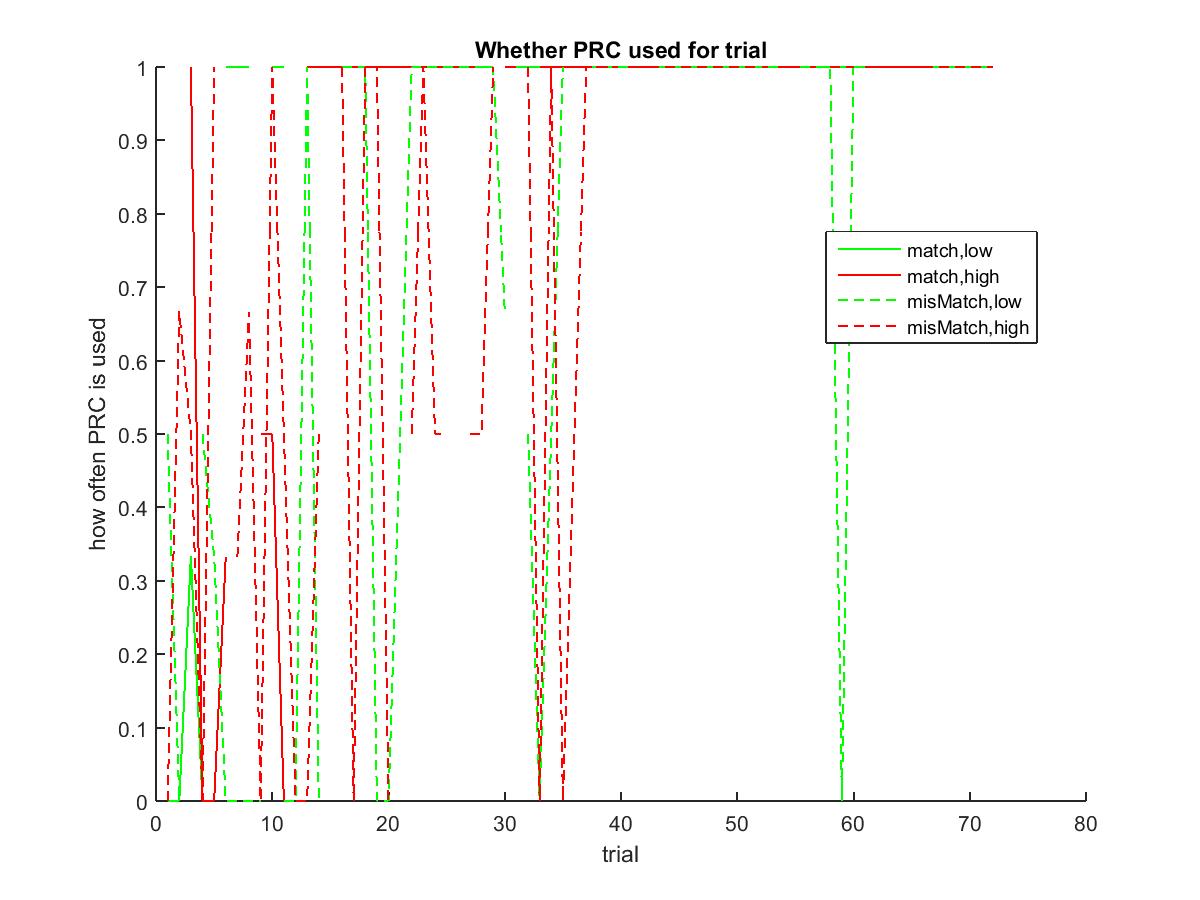 Whether PRC used for trial
1
0.9
0.8
0.7
0.6
0.5
0.4
0.3
0.2
0.1
0
how often PRC is used
match,low
match,high
misMatch,low
misMatch,high
0 10 20 30 40 50 60 70 80
trial